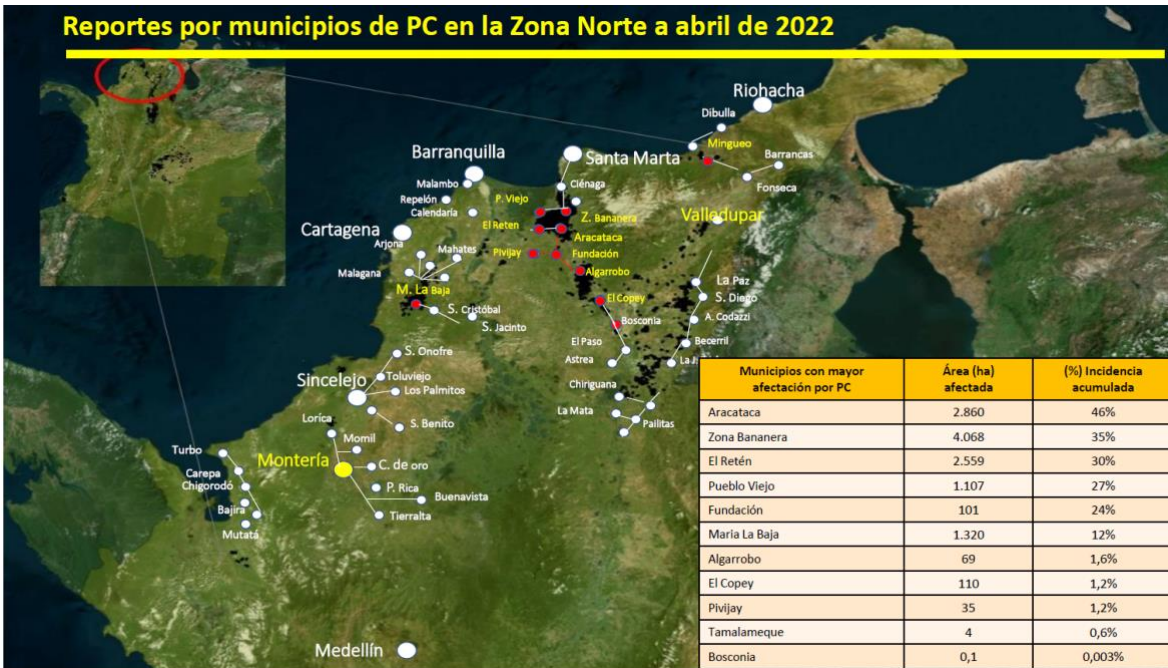 Reportes por municipios de PC en la Zona Norte a abril de 2022
Riohacha
Dibulla
Mingueo
Barranquilla
Santa Marta
Barrancas
Fonseca
Malambo
Ciénaga
Repelón
P. Viejo
Calendaría
Z. Bananera
Valledupar
Cartagena
El Reten
Aracataca
Arjona
Mahates
Pivijay
Fundación
Malagana
Algarrobo
M. La Baja
La Paz
El Copey
S. Diego
S. Cristóbal
A. Codazzi
S. Jacinto
Bosconia
El Paso
Becerril
S. Onofre
Astrea
La J
Toluviejo
Sincelejo
Los Palmitos
Chiriguana
Lorica
La Mata
S. Benito
Pailitas
Momil
Turbo
Montería
C. de oro
Carepa
Chigorodó
P. Rica
Buenavista
Bajira
Tierralta
Mutatá
Medellín
Municipios con mayor afectación por PC Área (ha) afectada (%) Incidencia acumulada
Aracataca 2.860 46%
Zona Bananera 4.068 35%
El Retén 2.559 30%
Pueblo Viejo 1.107 27%
Fundación 101 24%
Maria La Baja 1.320 12%
Algarrobo 69 1,6%
El Copey 110 1,2%
Pivijay 35 1,2%
Tamalameque 4 0,6%
Bosconia 0,1 0,003%